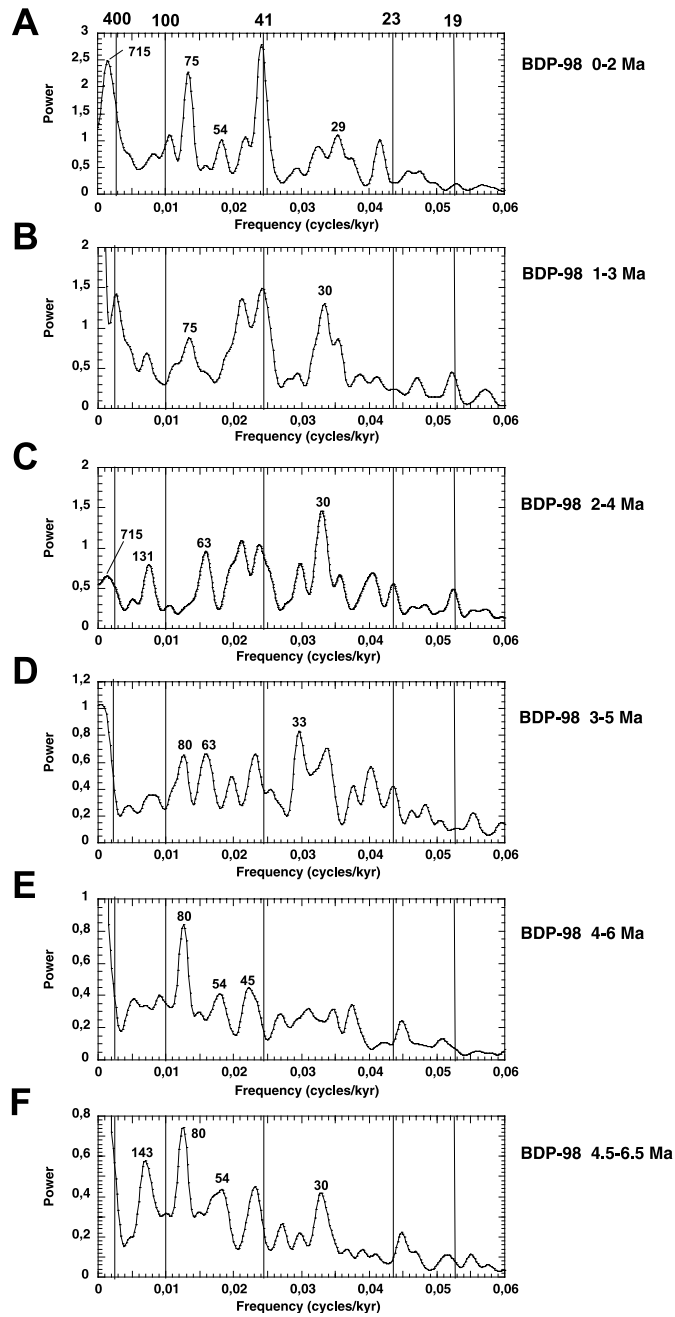 400 100 41 23 19
A
3
2,5
2
1,5
1
0,5
0
Power
715
75
54
29
BDP-98 0-2 Ma
0 0,01 0,02 0,03 0,04 0,05 0,06
Frequency (cycles/kyr)
B
2
1,5
1
0,5
0
Power
75
30
BDP-98 1-3 Ma
0 0,01 0,02 0,03 0,04 0,05 0,06
Frequency (cycles/kyr)
C
2
1,5
1
0,5
0
Power
715
131
63
30
BDP-98 2-4 Ma
0 0,01 0,02 0,03 0,04 0,05 0,06
Frequency (cycles/kyr)
D
1,2
1
0,8
0,6
0,4
0,2
0
Power
80
63
33
BDP-98 3-5 Ma
0 0,01 0,02 0,03 0,04 0,05 0,06
Frequency (cycles/kyr)
E
1
0,8
0,6
0,4
0,2
0
Power
80
54
45
BDP-98 4-6 Ma
0 0,01 0,02 0,03 0,04 0,05 0,06
Frequency (cycles/kyr)
F
0,8
0,6
0,4
0,2
0
Power
143
80
54
30
BDP-98 4.5-6.5 Ma
0 0,01 0,02 0,03 0,04 0,05 0,06
Frequency (cycles/kyr)